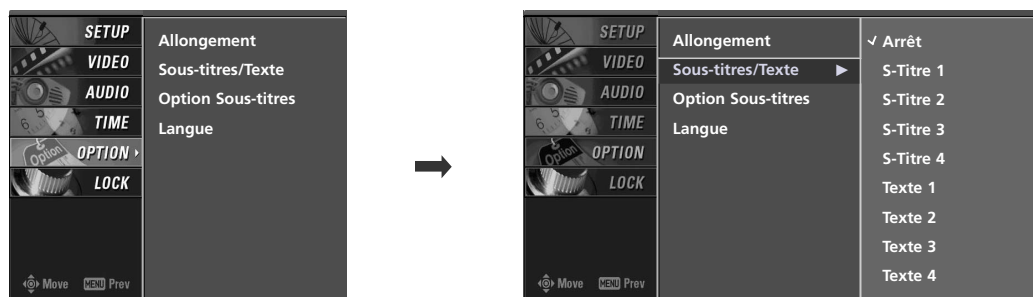 SETUP
VIDEO
AUDIO
TIME
Option OPTION
LOCK
Move MENU Prev
Allongement
Sous-titres/Texte
Option Sous-titres
Langue
SETUP
VIDEO
AUDIO
TIME
Option OPTION
LOCK
Move MENU Prev
Allongement
Sous-titres/Texte
Option Sous-titres
Langue
Arrêt
S-Titre 1
S-Titre 2
S-Titre 3
S-Titre 4
Texte 1
Texte 2
Texte 3
Texte 4